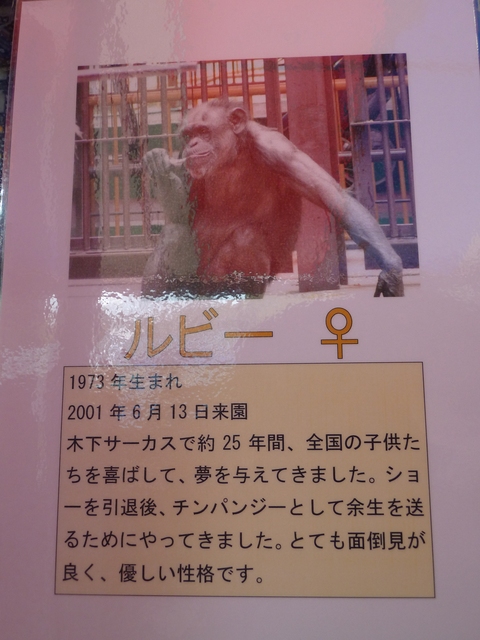 ルビー ♀
1973 年生まれ
2001 年 6 月 13 日来園
木下サーカスで約 25 年間、全国の子供た
ちを喜ばして、夢を与えてきました。ショ
ーを引退後、チンパンジーとして余生を送
るためにやってきました。とても面倒見が
良く、優しい性格です。